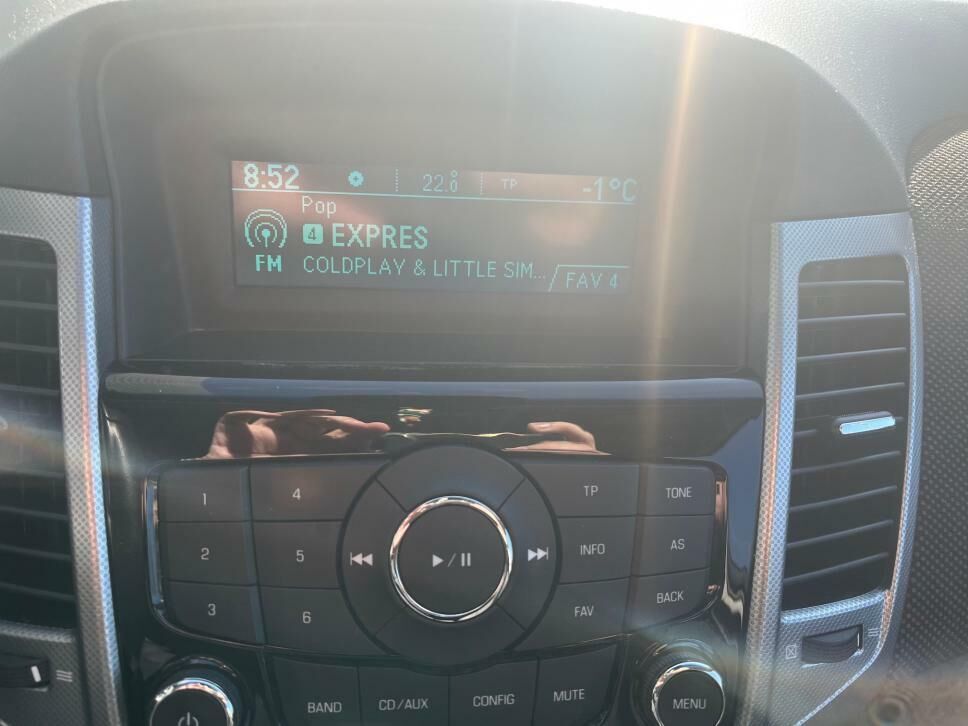 8:52 22.0° TP -1°C
Pop
4 EXPRES
FM COLDPLAY & LITTLE SIM... FAV 4
1 4 TP TONE
2 5 INFO AS
3 6 FAV BACK
BAND CD/AUX CONFIG MUTE MENU